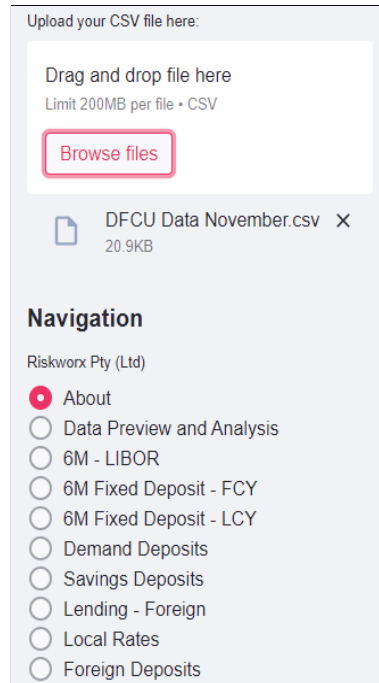 Upload your CSV file here:
Drag and drop file here
Limit 200MB per file • CSV
Browse files
DFCU Data November.csv
20.9KB
Navigation
Riskworx Pty (Ltd)
About
Data Preview and Analysis
6M - LIBOR
6M Fixed Deposit - FCY
6M Fixed Deposit - LCY
Demand Deposits
Savings Deposits
Lending - Foreign
Local Rates
Foreign Deposits